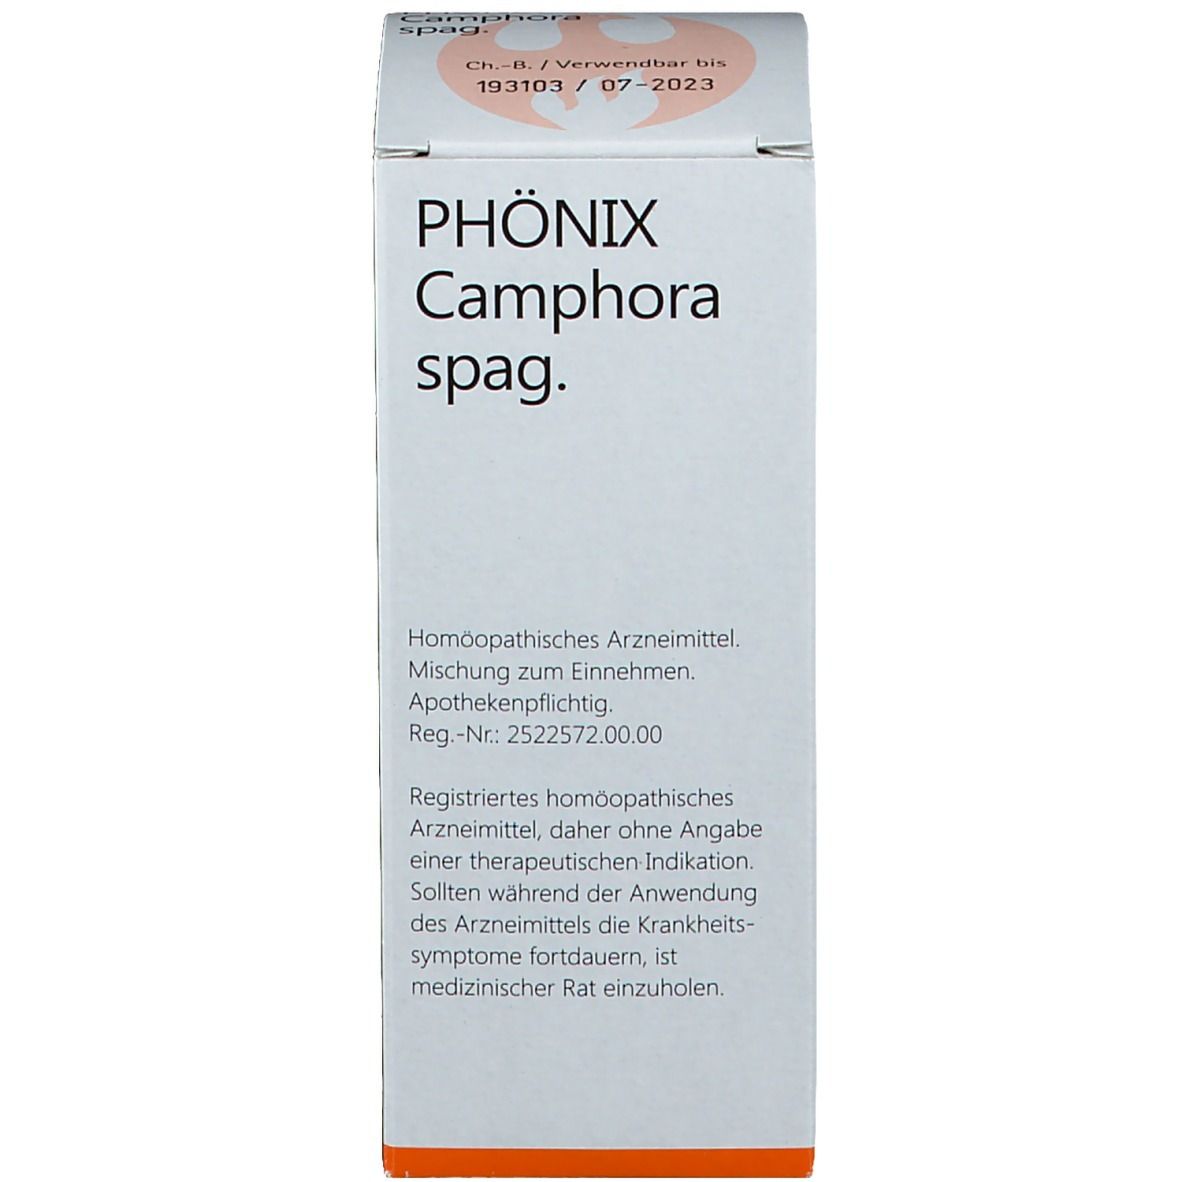 Camphora
spag.
Ch.-B. / Verwendbar bis
193103 / 07-2023
PHÖNIX
Camphora
spag.
Homöopathisches Arzneimittel.
Mischung zum Einnehmen.
Apothekenpflichtig.
Reg.-Nr.: 2522572.00.00
Registriertes homöopathisches
Arzneimittel, daher ohne Angabe
einer therapeutischen Indikation.
Sollten während der Anwendung
des Arzneimittels die Krankheits-
symptome fortdauern, ist
medizinischer Rat einzuholen.